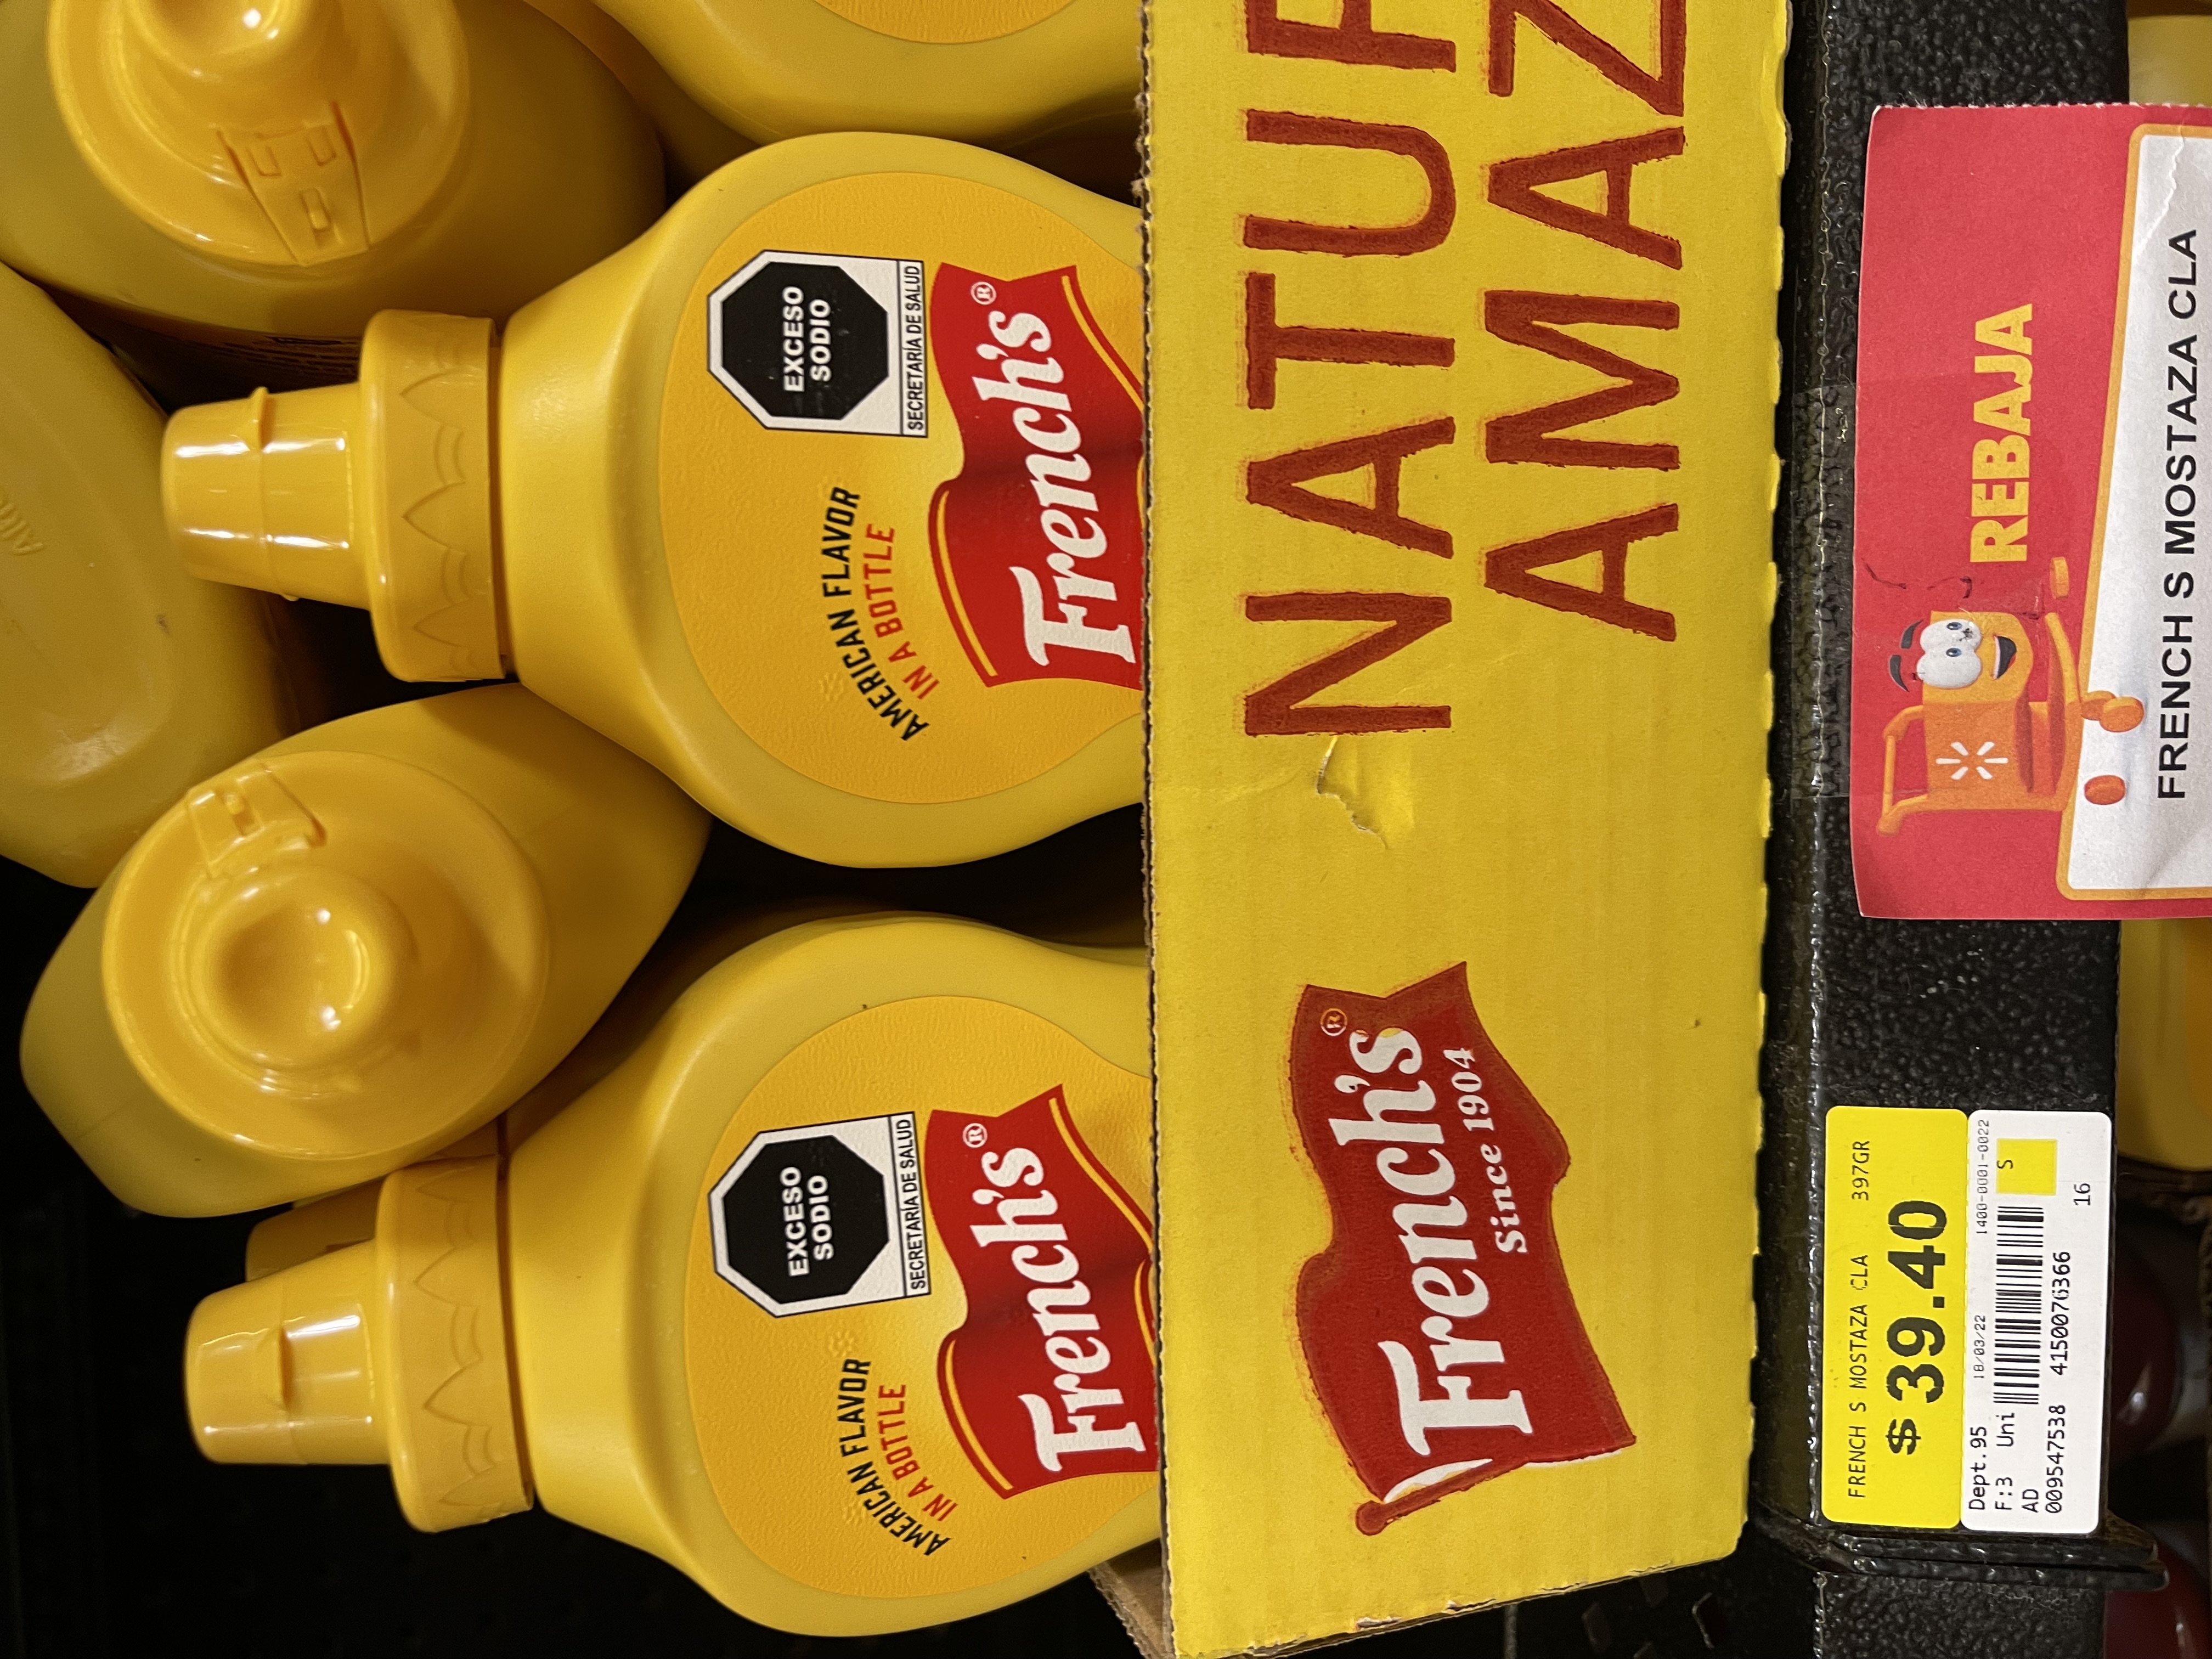 EXCESO
SODIO
SECRETARÍA DE SALUD
AMERICAN FLAVOR
IN A BOTTLE
French's®
EXCESO
SODIO
SECRETARÍA DE SALUD
AMERICAN FLAVOR
IN A BOTTLE
French's®
French's®
Since 1904
NATUR
AMAZ
FRENCH S MOSTAZA CLA 397GR
$39.40
Dept.95 18/03/22 1400-0001-0022
F:3 Uni S
AD
009547538 4150076366
16
REBAJA
FRENCH S MOSTAZA CLA